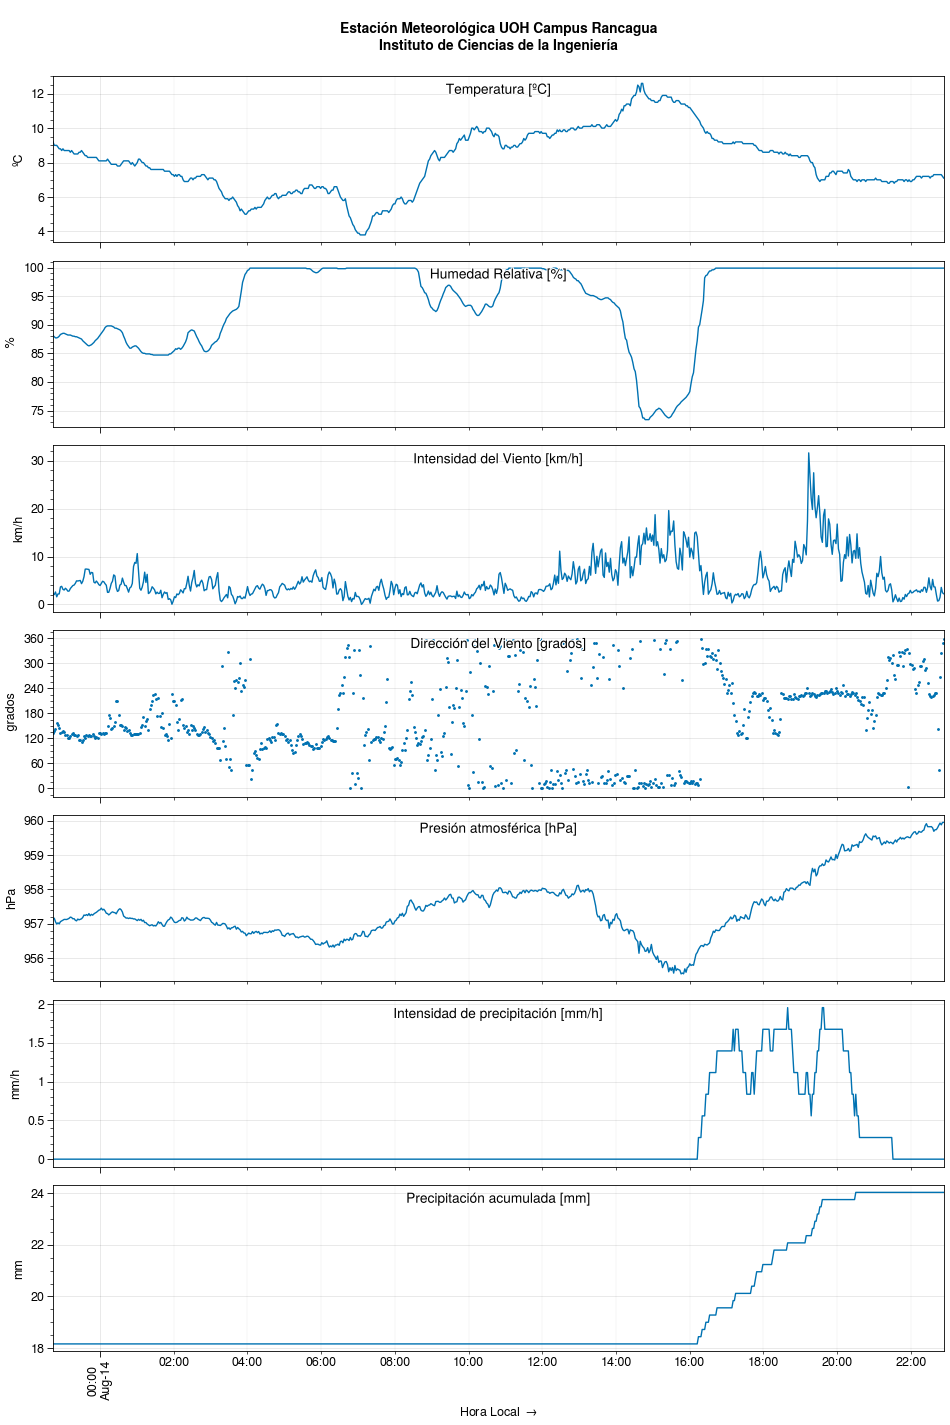 Estación Meteorológica UOH Campus Rancagua
Instituto de Ciencias de la Ingeniería
Temperatura [ºC]
ºC
12
10
8
6
4
Humedad Relativa [%]
%
100
95
90
85
80
75
Intensidad del Viento [km/h]
km/h
30
20
10
0
Dirección del Viento [grados]
grados
360
300
240
180
120
60
0
Presión atmosférica [hPa]
hPa
960
959
958
957
956
Intensidad de precipitación [mm/h]
mm/h
2
1.5
1
0.5
0
Precipitación acumulada [mm]
mm
24
22
20
18
00:00
Aug-14
02:00
04:00
06:00
08:00
10:00
12:00
14:00
16:00
18:00
20:00
22:00
Hora Local →